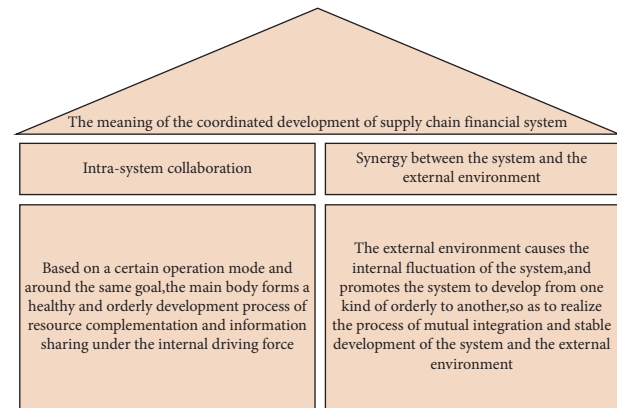 The meaning of the coordinated development of supply chain financial system
Intra-system collaboration
Synergy between the system and the
external environment
Based on a certain operation mode and
around the same goal,the main body forms a
healthy and orderly development process of
resource complementation and information
sharing under the internal driving force
The external environment causes the
internal fluctuation of the system,and
promotes the system to develop from one
kind of orderly to another,so as to realize
the process of mutual integration and stable
development of the system and the external
environment